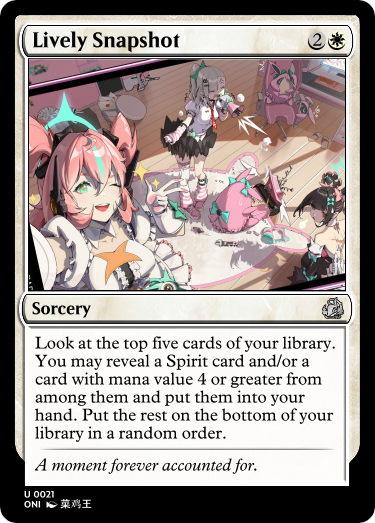 Lively Snapshot 2
Sorcery
Look at the top five cards of your library.
You may reveal a Spirit card and/or a
card with mana value 4 or greater from
among them and put them into your
hand. Put the rest on the bottom of your
library in a random order.
A moment forever accounted for.
U 0021
ONI 菜鸡王